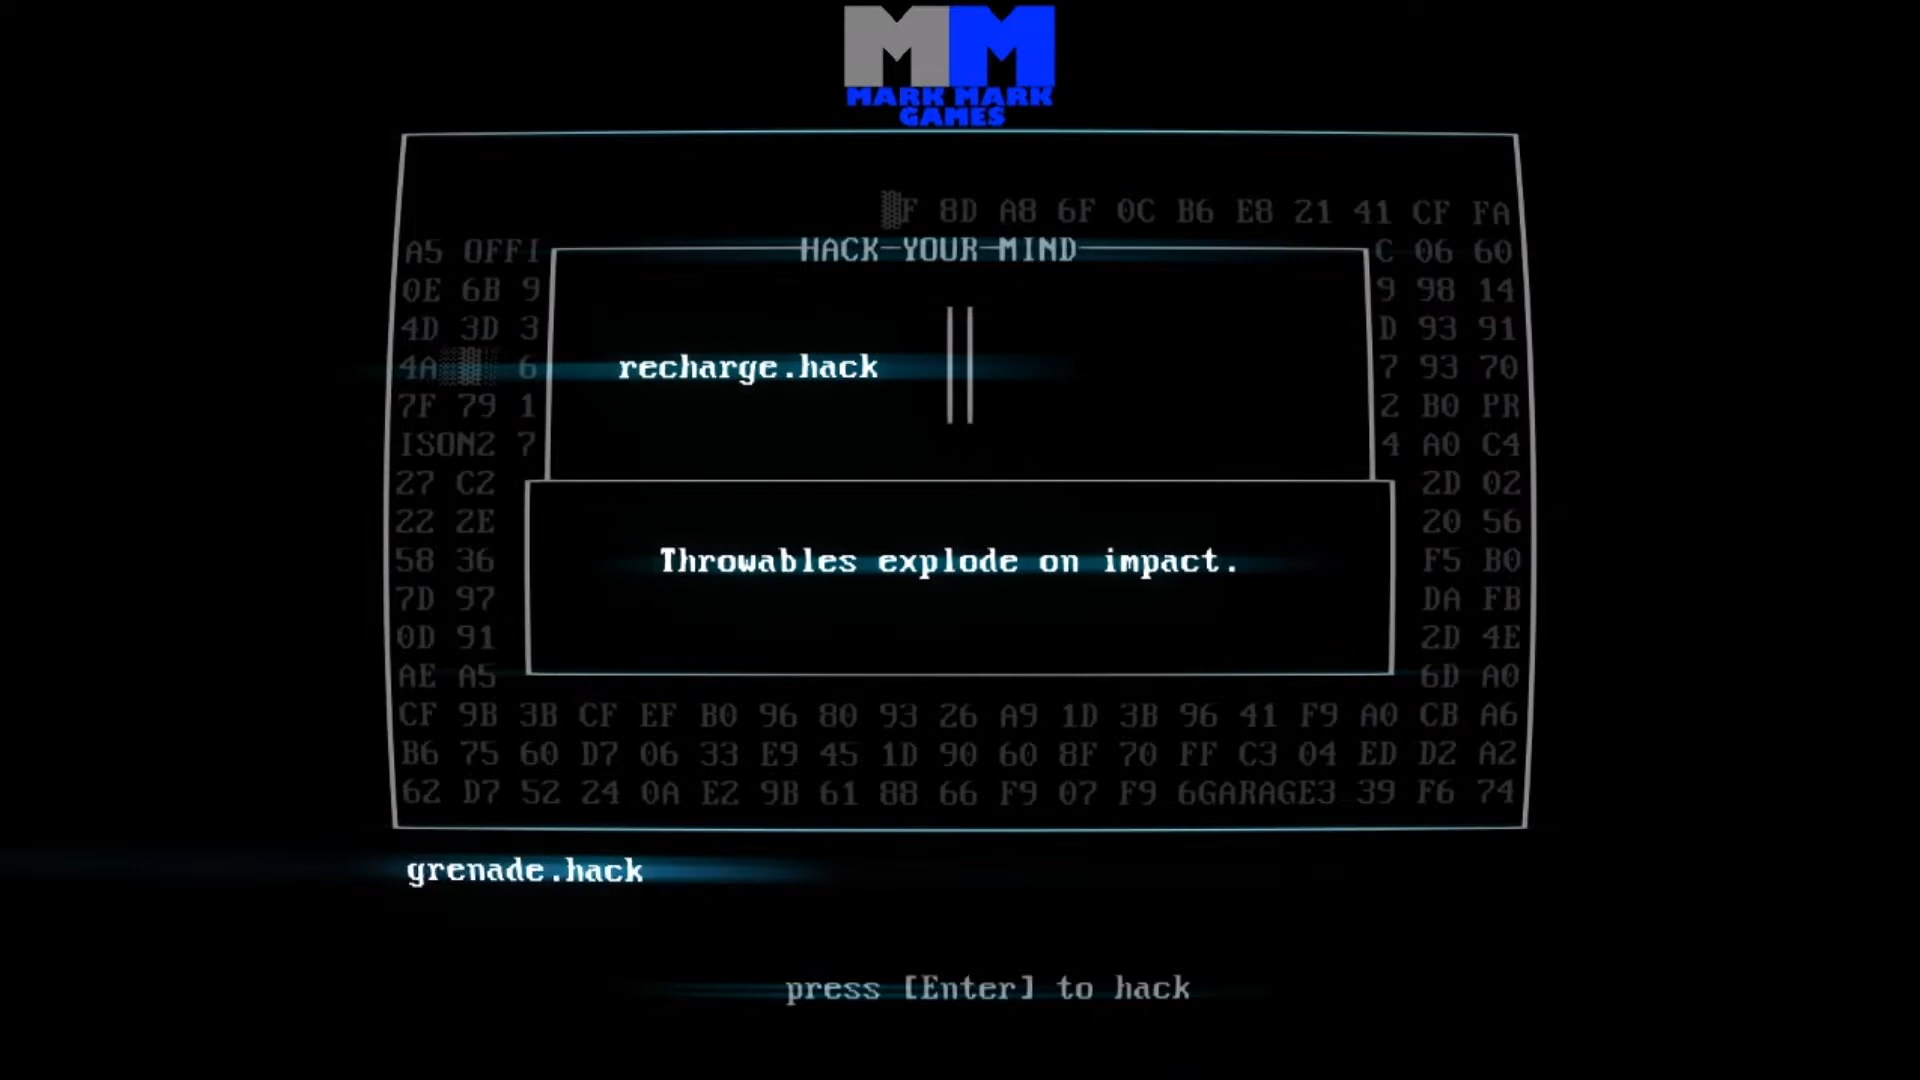 MM
MARK MARK
GAMES
F 8D A8 6F 0C B6 E8 21 41 CF FA
A5 OFFI HACK YOUR MIND C 06 60
0E 6B 9 9 98 14
4D 3D 3 D 93 91
4A 6 recharge.hack 7 93 70
7F 79 1 2 B0 PR
ISON2 7 4 A0 C4
27 C2 2D 02
22 2E 20 56
58 36 Throwables explode on impact. F5 B0
7D 97 DA FB
0D 91 2D 4E
AE A5 6D A0
CF 9B 3B CF EF B0 96 80 93 26 A9 1D 3B 96 41 F9 A0 CB A6
B6 75 60 D7 06 33 E9 45 1D 90 60 8F 70 FF C3 04 ED D2 A2
62 D7 52 24 0A E2 9B 61 88 66 F9 07 F9 6GARAGE3 39 F6 74
grenade.hack
press [Enter] to hack